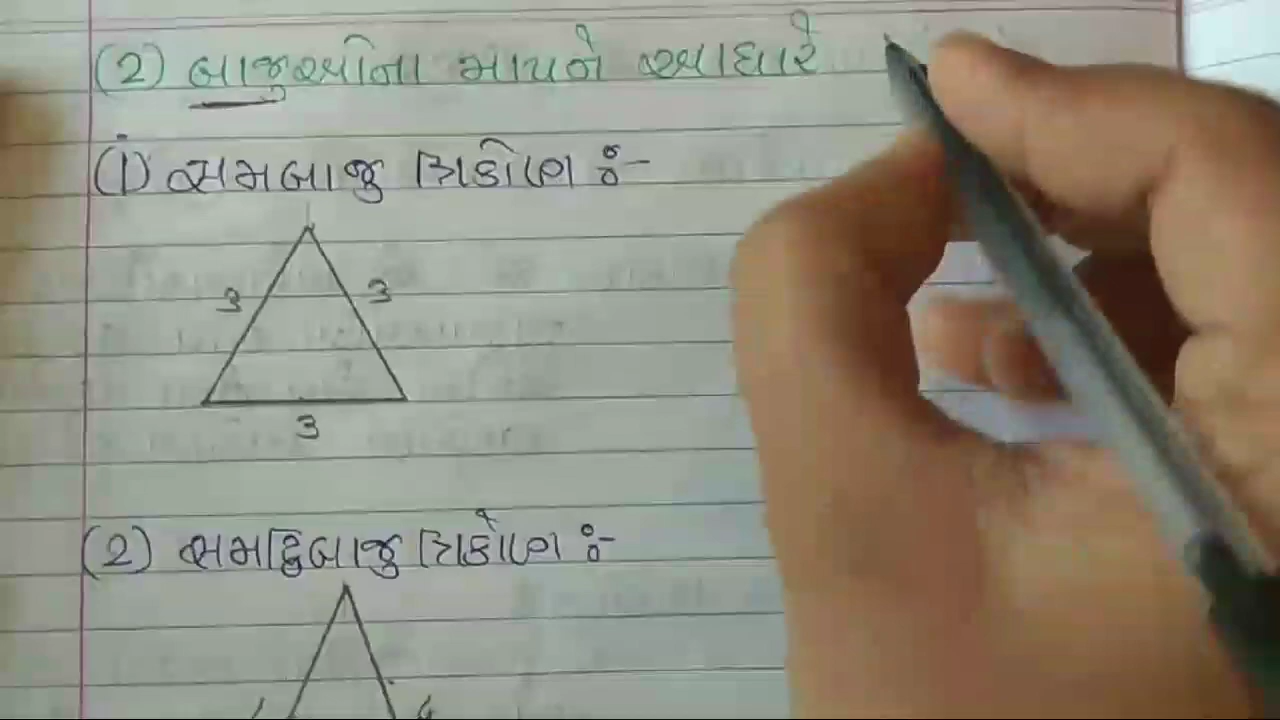 (2) બાજુઓના માપને આધારે
(1) સમબાજુ ત્રિકોણ :-
3 3
3
(2) સમદ્વિબાજુ ત્રિકોણ :-